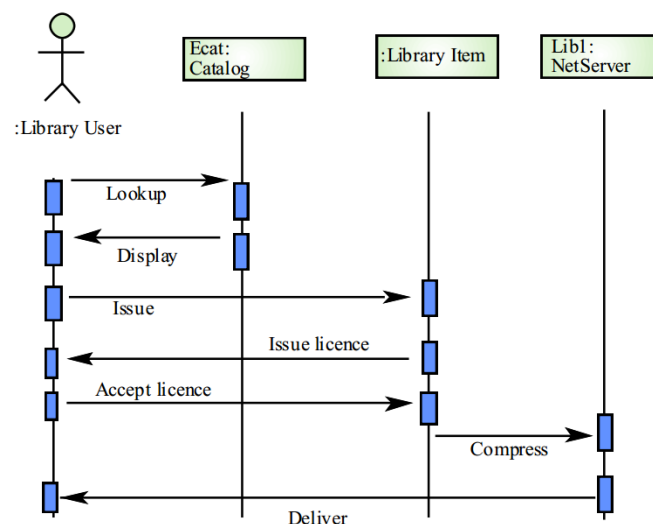 Ecat:
Catalog
:Library Item
Lib1:
NetServer
:Library User
Lookup
Display
Issue
Issue licence
Accept licence
Compress
Deliver